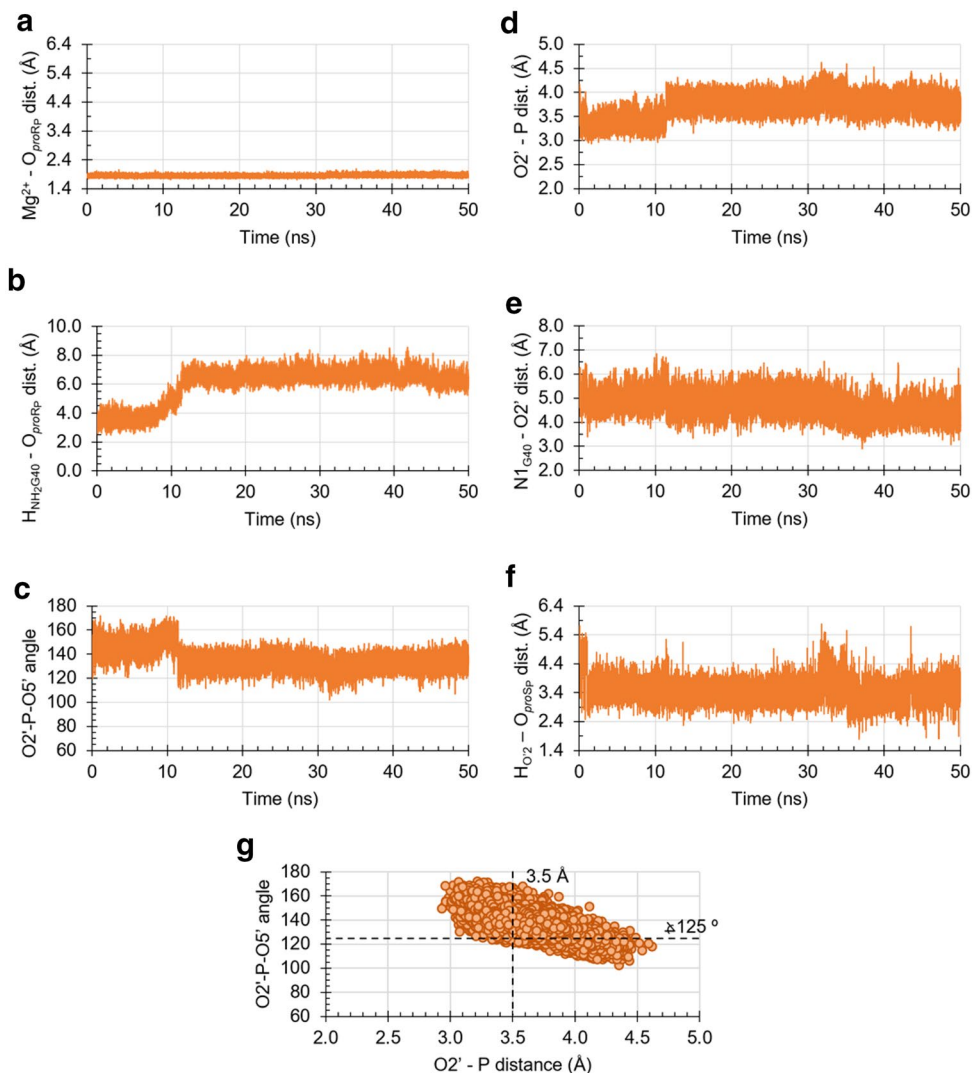 a
Mg²⁺ - OproRp dist. (Å)
6.4
5.4
4.4
3.4
2.4
1.4
0 10 20 30 40 50
Time (ns)
d
O2' - P dist. (Å)
5.0
4.5
4.0
3.5
3.0
2.5
2.0
0 10 20 30 40 50
Time (ns)
b
HNH2G40 - OproRp dist. (Å)
10.0
8.0
6.0
4.0
2.0
0.0
0 10 20 30 40 50
Time (ns)
e
N1G40 - O2' dist. (Å)
8.0
7.0
6.0
5.0
4.0
3.0
2.0
0 10 20 30 40 50
Time (ns)
c
O2'-P-O5' angle
180
160
140
120
100
80
60
0 10 20 30 40 50
Time (ns)
f
HO'2 – OproSp dist. (Å)
6.4
5.4
4.4
3.4
2.4
1.4
0 10 20 30 40 50
Time (ns)
g
O2'-P-O5' angle
180
160
140
120
100
80
60
3.5 Å
∡125 º
2.0 2.5 3.0 3.5 4.0 4.5 5.0
O2' - P distance (Å)